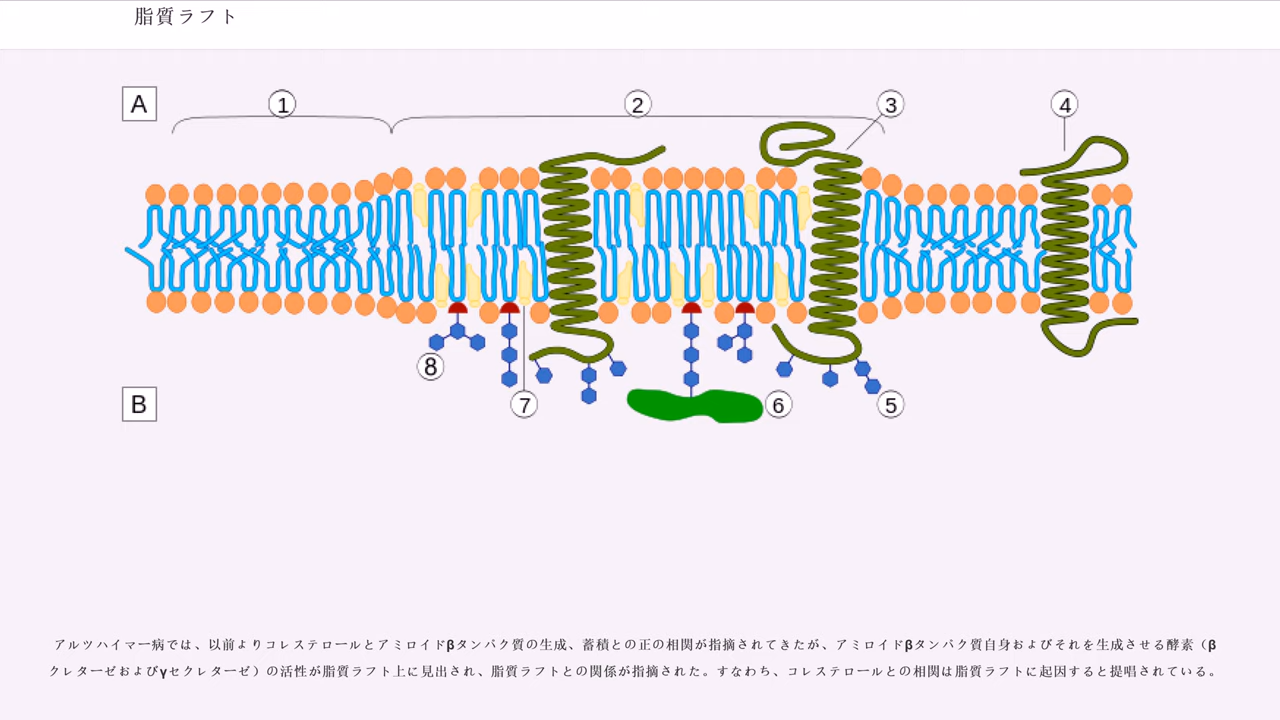 脂質ラフト
A
1
2
3
4
8
7
6
5
B
アルツハイマー病では、以前よりコレステロールとアミロイドβタンパク質の生成、蓄積との正の相関が指摘されてきたが、アミロイドβタンパク質自身およびそれを生成させる酵素（β
クレターゼおよびγセクレターゼ）の活性が脂質ラフト上に見出され、脂質ラフトとの関係が指摘された。すなわち、コレステロールとの相関は脂質ラフトに起因すると提唱されている。